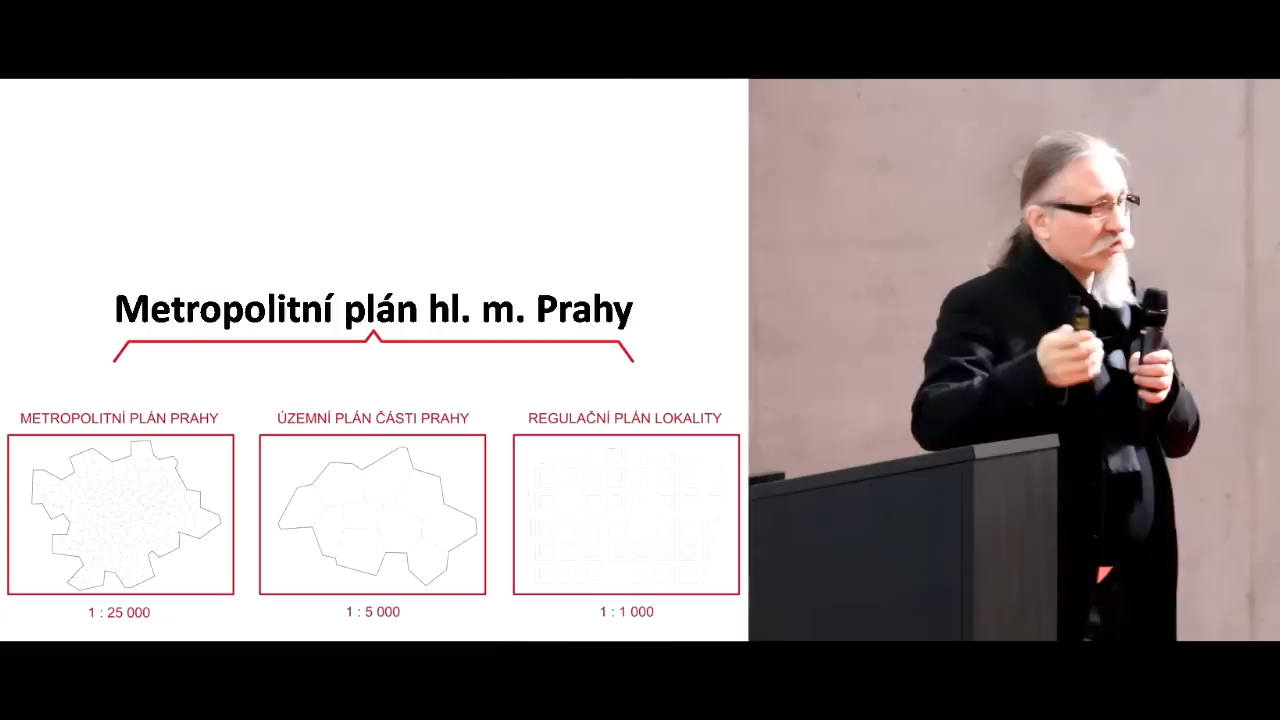 Metropolitní plán hl. m. Prahy
METROPOLITNÍ PLÁN PRAHY
ÚZEMNÍ PLÁN ČÁSTI PRAHY
REGULAČNÍ PLÁN LOKALITY
1 : 25 000
1 : 5 000
1 : 1 000